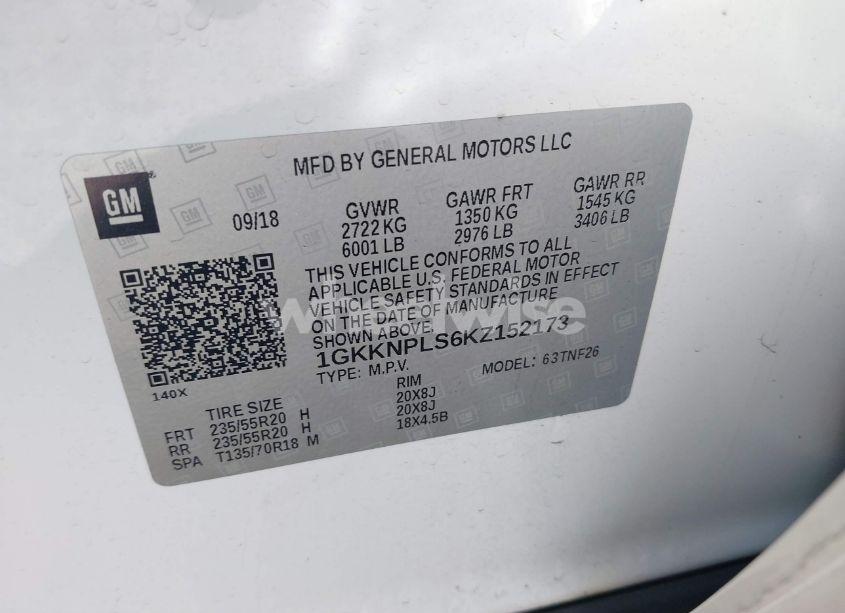 MFD BY GENERAL MOTORS LLC
GM
09/18
GVWR
2722 KG
6001 LB
GAWR FRT
1350 KG
2976 LB
GAWR RR
1545 KG
3406 LB
THIS VEHICLE CONFORMS TO ALL
APPLICABLE U.S. FEDERAL MOTOR
VEHICLE SAFETY STANDARDS IN EFFECT
ON THE DATE OF MANUFACTURE
SHOWN ABOVE.
1GKKNPLS6KZ152173
TYPE: M.P.V.
MODEL: 63TNF26
140X
TIRE SIZE
RIM
FRT 235/55R20 H 20X8J
RR 235/55R20 H 20X8J
SPA T135/70R18 M 18X4.5B